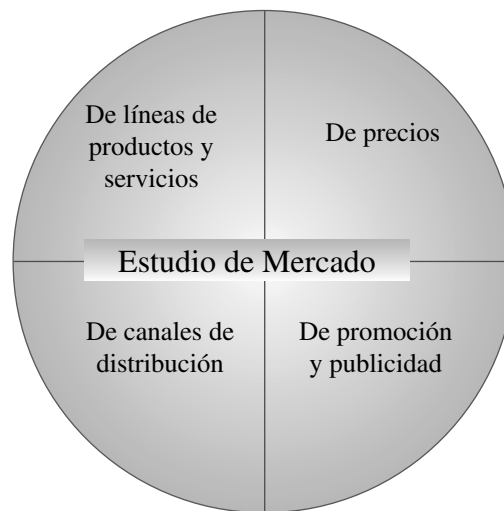 De líneas de
productos y
servicios
De precios
Estudio de Mercado
De canales de
distribución
De promoción
y publicidad